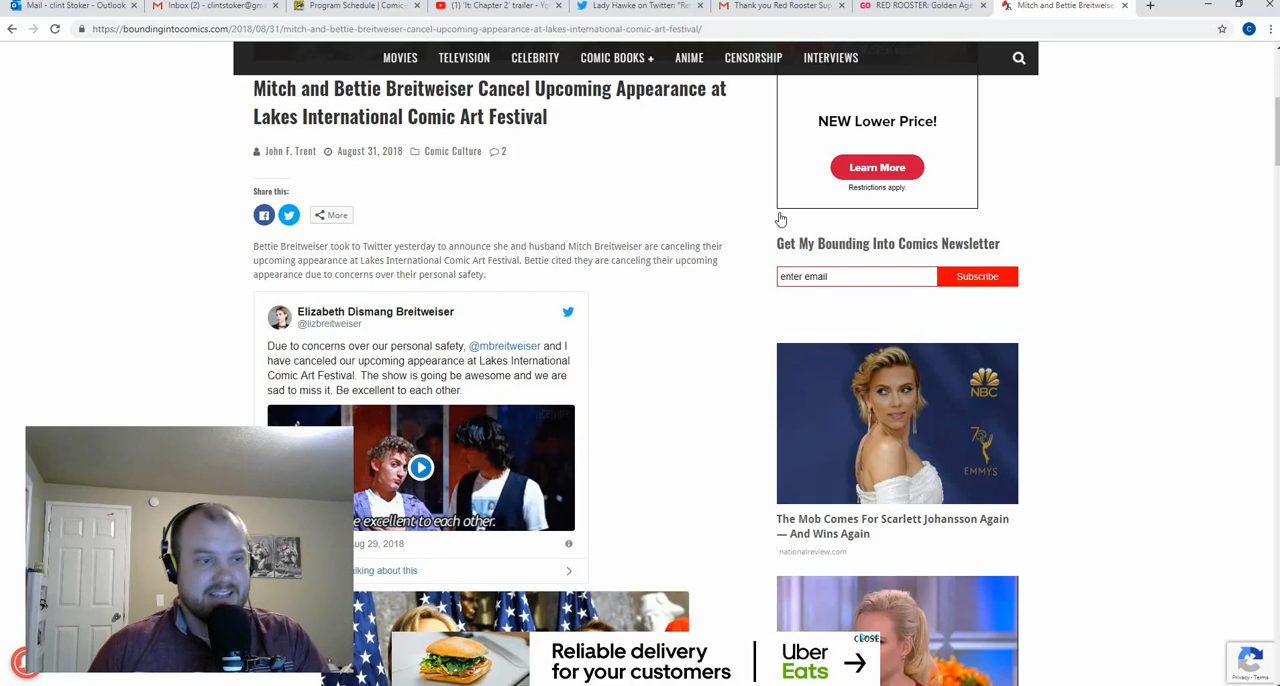 Mail - clint Stoker - Outlook
Inbox (2) - clintstoker@gm
Program Schedule | Comic-
(1) 'It: Chapter 2' trailer - Yo
Lady Hawke on Twitter: "Re
Thank you Red Rooster Sup
RED ROOSTER: Golden Age
Mitch and Bettie Breitweise
https://boundingintocomics.com/2018/08/31/mitch-and-bettie-breitweiser-cancel-upcoming-appearance-at-lakes-international-comic-art-festival/
MOVIES TELEVISION CELEBRITY COMIC BOOKS + ANIME CENSORSHIP INTERVIEWS
Mitch and Bettie Breitweiser Cancel Upcoming Appearance at
Lakes International Comic Art Festival
John F. Trent August 31, 2018 Comic Culture 2
Share this:
More
Bettie Breitweiser took to Twitter yesterday to announce she and husband Mitch Breitweiser are canceling their
upcoming appearance at Lakes International Comic Art Festival. Bettie cited they are canceling their upcoming
appearance due to concerns over their personal safety.
Elizabeth Dismang Breitweiser
@lizbreitweiser
Due to concerns over our personal safety, @mbreitweiser and I
have canceled our upcoming appearance at Lakes International
Comic Art Festival. The show is going be awesome and we are
sad to miss it. Be excellent to each other.
e excellent to each other.
ug 29, 2018
alking about this
NEW Lower Price!
Learn More
Restrictions apply.
Get My Bounding Into Comics Newsletter
enter email
Subscribe
NBC
EMMYS
The Mob Comes For Scarlett Johansson Again
— And Wins Again
nationalreview.com
Reliable delivery
for your customers
Uber
Eats
CLOSE
Privacy - Terms